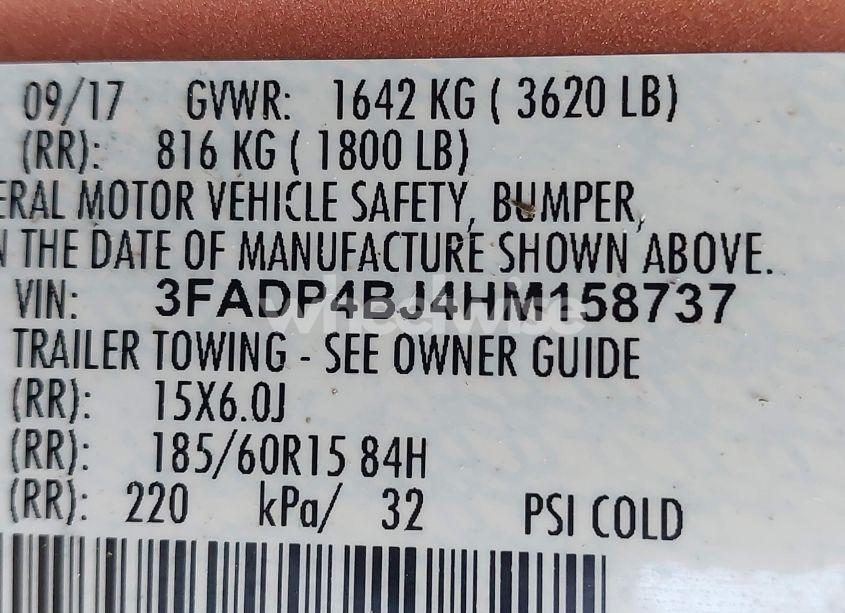 09/17 GVWR: 1642 KG ( 3620 LB)
(RR): 816 KG ( 1800 LB)
ERAL MOTOR VEHICLE SAFETY, BUMPER,
N THE DATE OF MANUFACTURE SHOWN ABOVE.
VIN: 3FADP4BJ4HM158737
wheelwise
TRAILER TOWING - SEE OWNER GUIDE
(RR): 15X6.0J
(RR): 185/60R15 84H
(RR): 220 kPa/ 32 PSI COLD